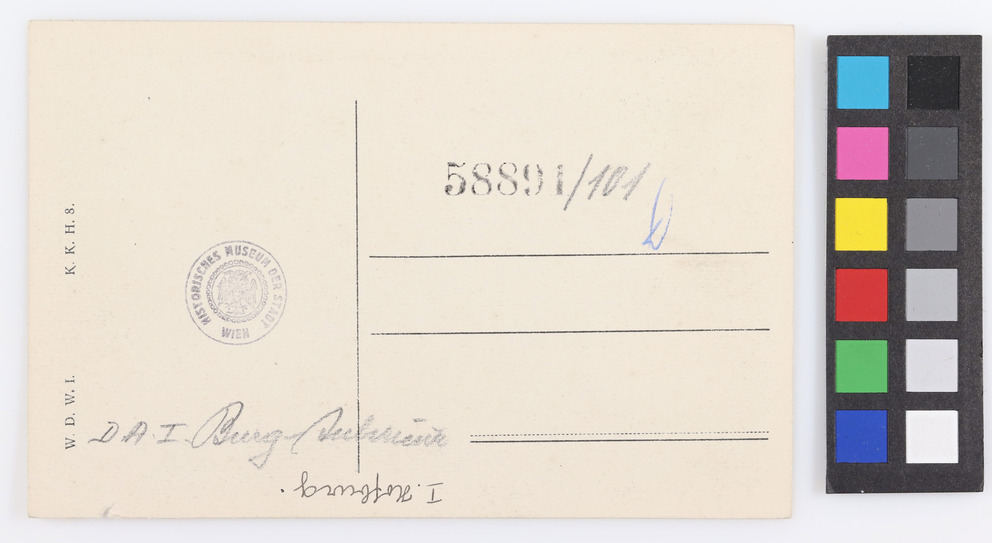 58891/101
K. K. H. 8.
HISTORISCHES MUSEUM DER STADT
WIEN
W. D. W. I.
D A I. Burg
I. Hofburg.